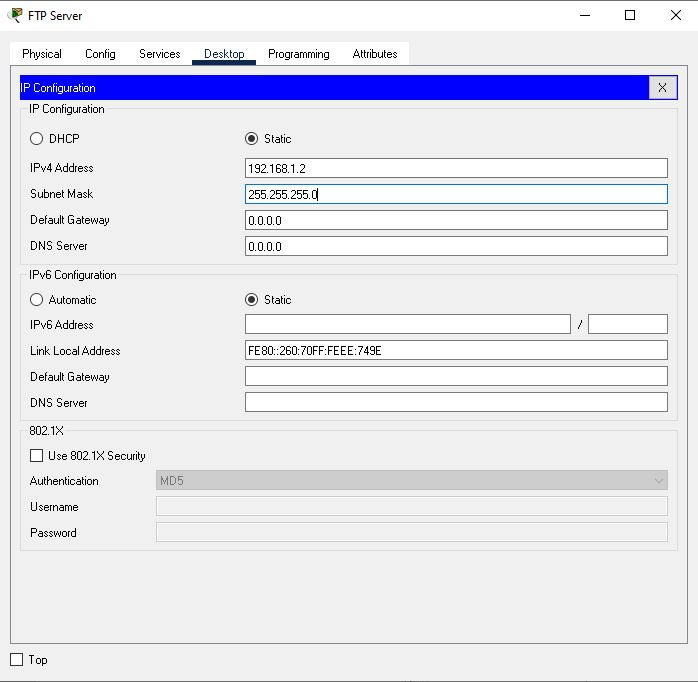 FTP Server
Physical Config Services Desktop Programming Attributes
IP Configuration X
IP Configuration
DHCP Static
IPv4 Address 192.168.1.2
Subnet Mask 255.255.255.0
Default Gateway 0.0.0.0
DNS Server 0.0.0.0
IPv6 Configuration
Automatic Static
IPv6 Address /
Link Local Address FE80::260:70FF:FEEE:749E
Default Gateway
DNS Server
802.1X
Use 802.1X Security
Authentication MD5
Username
Password
Top